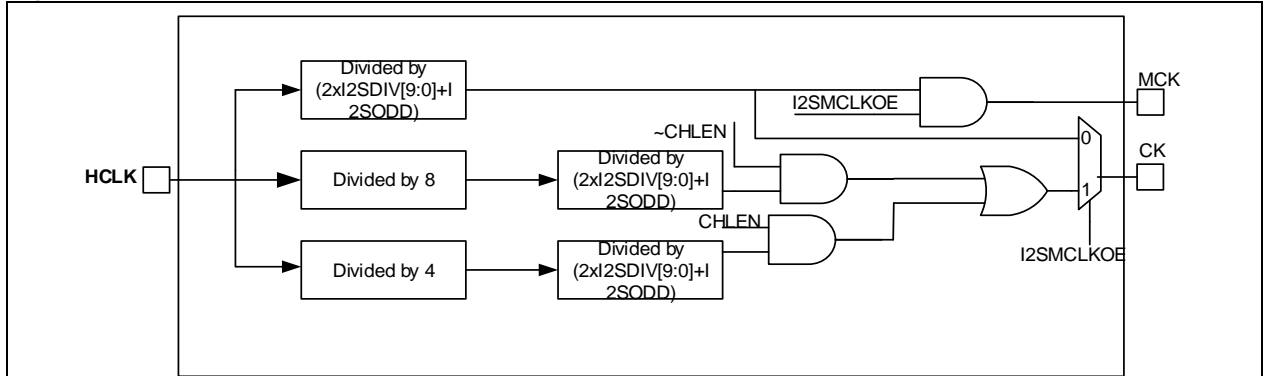 Divided by
(2xI2SDIV[9:0]+I
2SODD)
MCK
I2SMCLKOE
~CHLEN
0
CK
HCLK
Divided by 8
Divided by
(2xI2SDIV[9:0]+I
2SODD)
1
CHLEN
I2SMCLKOE
Divided by 4
Divided by
(2xI2SDIV[9:0]+I
2SODD)